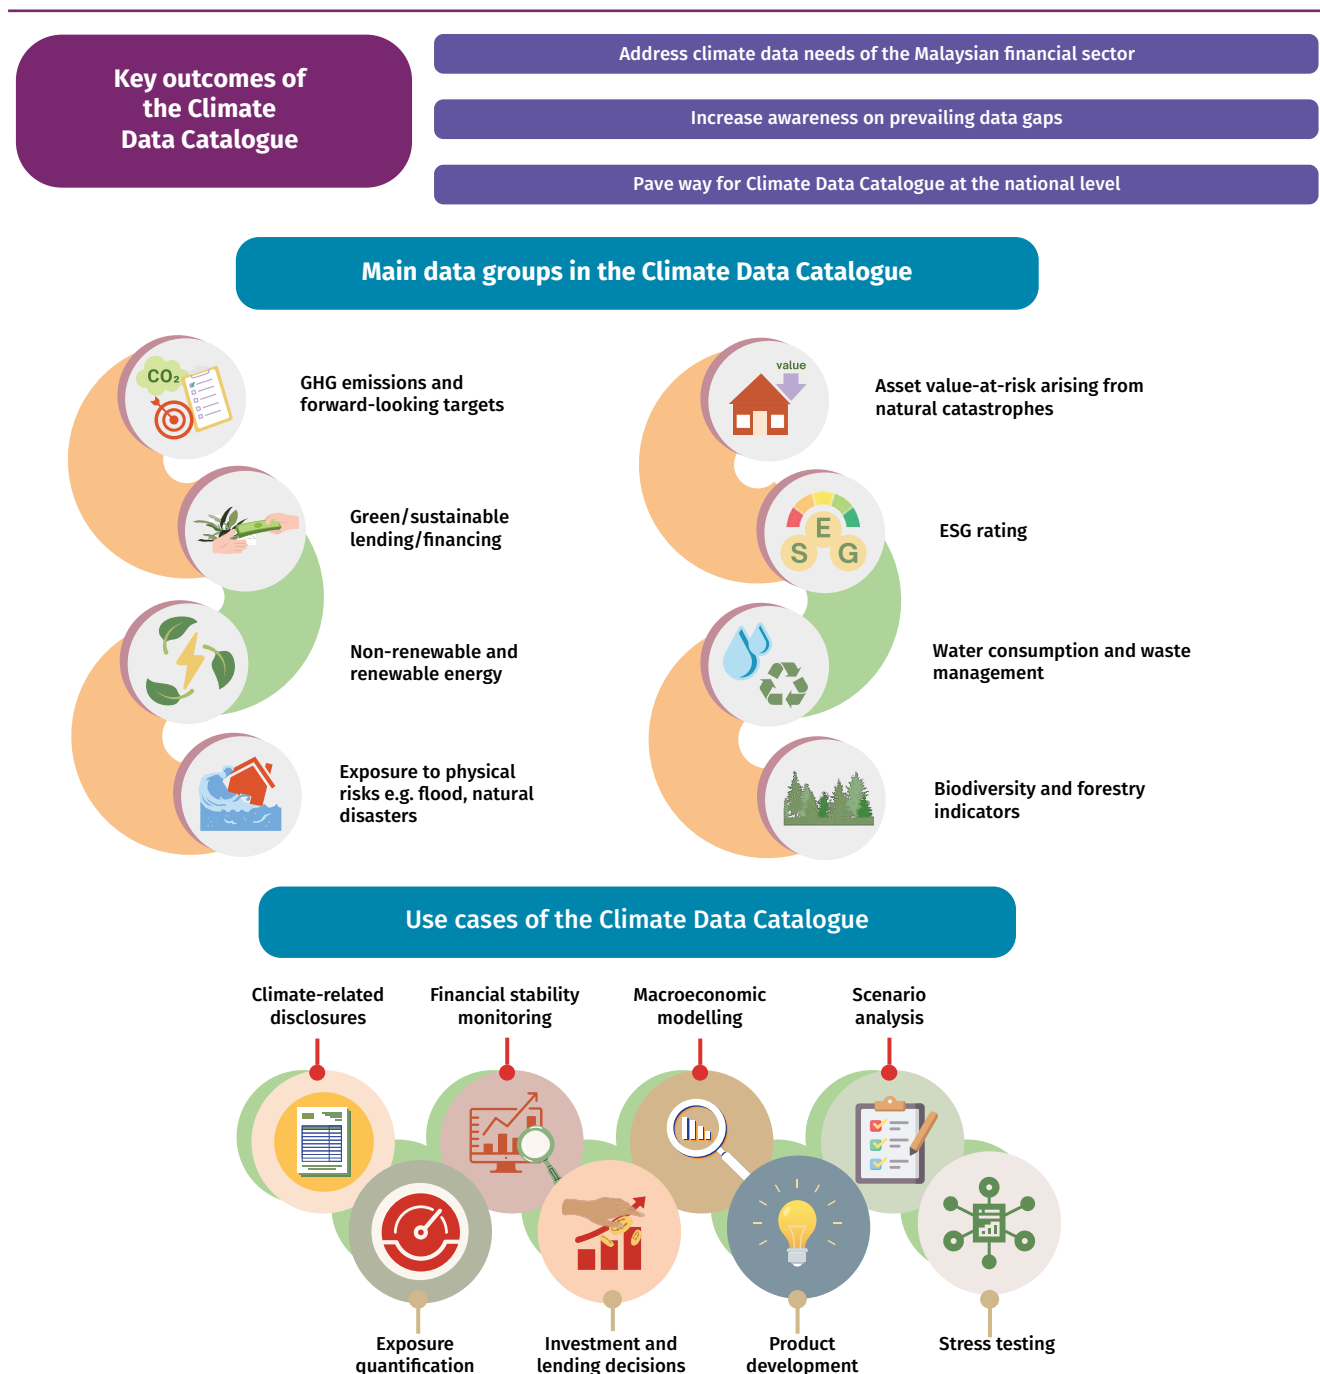 Key outcomes of
the Climate
Data Catalogue
Address climate data needs of the Malaysian financial sector
Increase awareness on prevailing data gaps
Pave way for Climate Data Catalogue at the national level
Main data groups in the Climate Data Catalogue
CO₂
GHG emissions and
forward-looking targets
Green/sustainable
lending/financing
Non-renewable and
renewable energy
Exposure to physical
risks e.g. flood, natural
disasters
value
Asset value-at-risk arising from
natural catastrophes
E
S G
ESG rating
Water consumption and waste
management
Biodiversity and forestry
indicators
Use cases of the Climate Data Catalogue
Climate-related
disclosures
Financial stability
monitoring
Macroeconomic
modelling
Scenario
analysis
Exposure
quantification
Investment and
lending decisions
Product
development
Stress testing